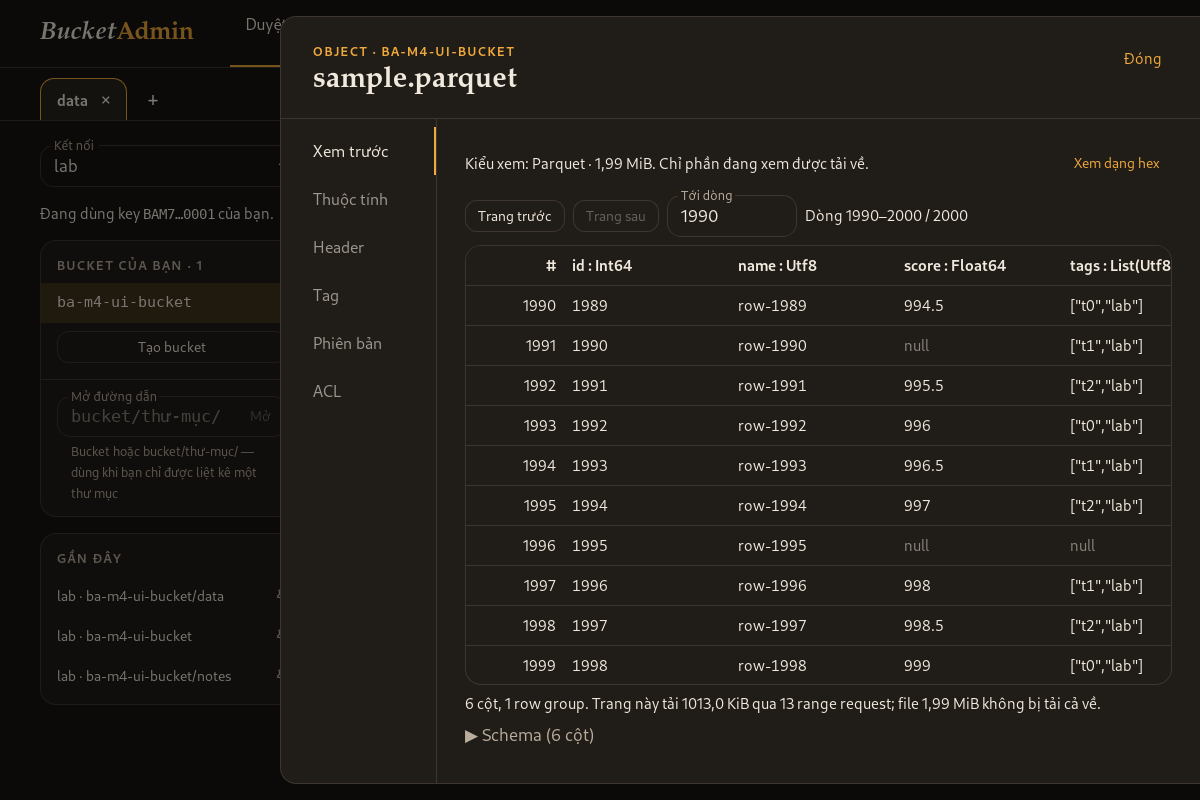 BucketAdmin
data × +
Kết nối
lab
Đang dùng key BAM7…0001 của bạn.
BUCKET CỦA BẠN · 1
ba-m4-ui-bucket
Tạo bucket
Mở đường dẫn
bucket/thư-mục/ Mở
Bucket hoặc bucket/thư-mục/ —
dùng khi bạn chỉ được liệt kê một
thư mục
GẦN ĐÂY
lab · ba-m4-ui-bucket/data
lab · ba-m4-ui-bucket
lab · ba-m4-ui-bucket/notes
OBJECT · BA-M4-UI-BUCKET
sample.parquet
Đóng
Xem trước
Thuộc tính
Header
Tag
Phiên bản
ACL
Kiểu xem: Parquet · 1,99 MiB. Chỉ phần đang xem được tải về. Xem dạng hex
Tới dòng
Trang trước Trang sau 1990 Dòng 1990–2000 / 2000
# id : Int64 name : Utf8 score : Float64 tags : List(Utf8
1990 1989 row-1989 994.5 ["t0","lab"]
1991 1990 row-1990 null ["t1","lab"]
1992 1991 row-1991 995.5 ["t2","lab"]
1993 1992 row-1992 996 ["t0","lab"]
1994 1993 row-1993 996.5 ["t1","lab"]
1995 1994 row-1994 997 ["t2","lab"]
1996 1995 row-1995 null null
1997 1996 row-1996 998 ["t1","lab"]
1998 1997 row-1997 998.5 ["t2","lab"]
1999 1998 row-1998 999 ["t0","lab"]
6 cột, 1 row group. Trang này tải 1013,0 KiB qua 13 range request; file 1,99 MiB không bị tải cả về.
▶ Schema (6 cột)